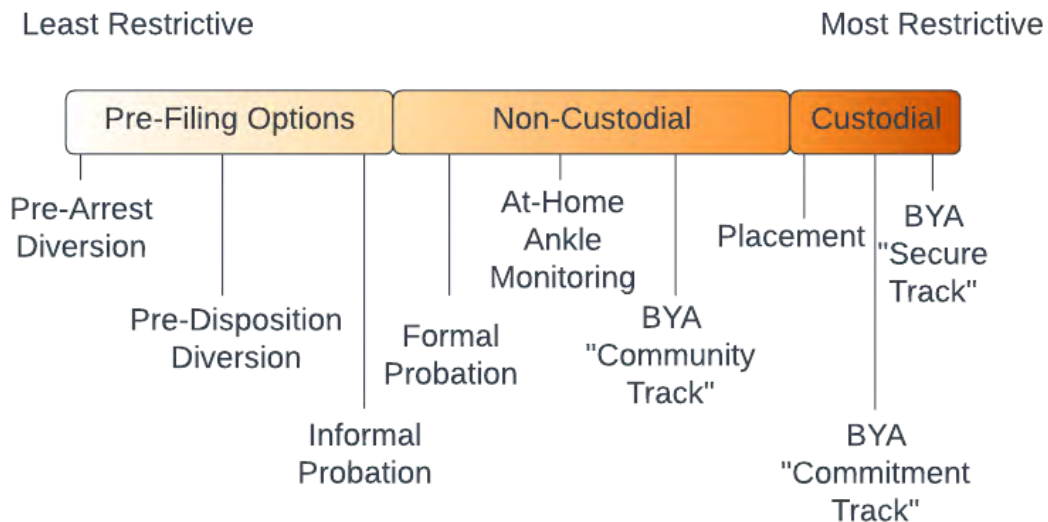 Least Restrictive
Most Restrictive
Pre-Filing Options
Non-Custodial
Custodial
Pre-Arrest
Diversion
Pre-Disposition
Diversion
Informal
Probation
Formal
Probation
At-Home
Ankle
Monitoring
BYA
"Community
Track"
Placement
BYA
"Commitment
Track"
BYA
"Secure
Track"